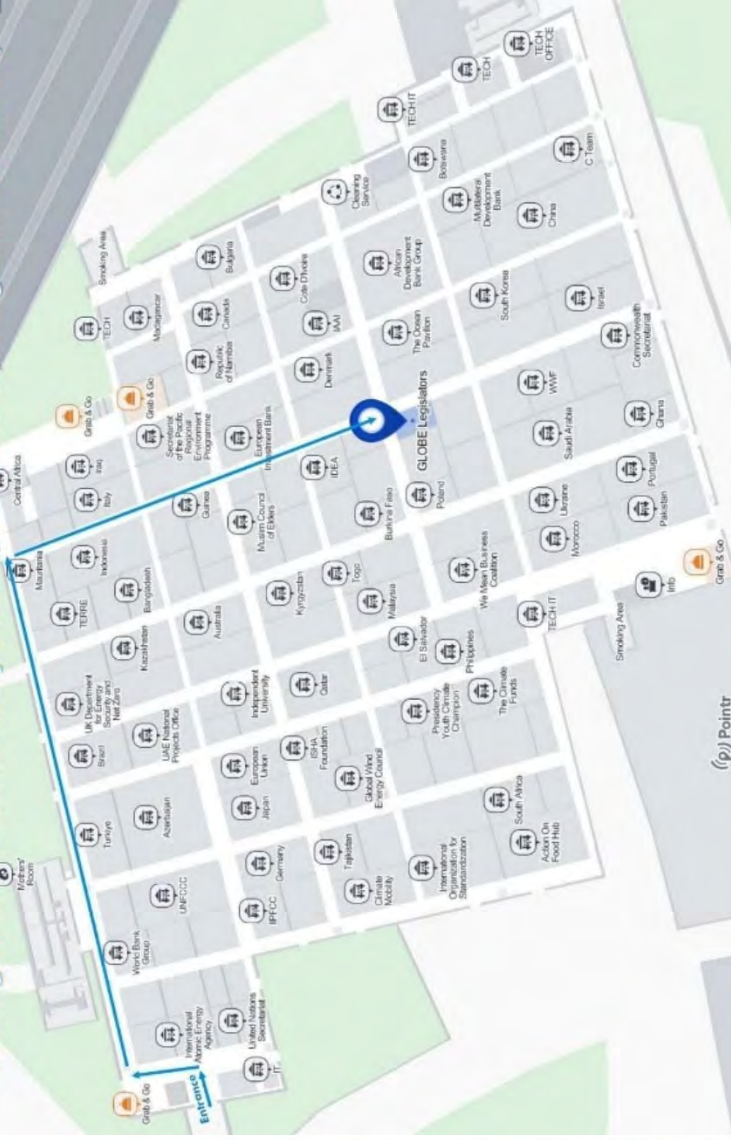 TECH
OFFICE
TECH
TECH IT
Botswana
C Team
Cleaning
Service
Multilateral
Development
Bank
China
Smoking Area
Bulgaria
Cote D'Ivoire
African
Development
Bank Group
South Korea
Israel
TECH
Madagascar
Canada
IAAI
The Ocean
Pavilion
Commonwealth
Secretariat
Republic
of Namibia
Denmark
WWF
Grab & Go
Grab & Go
Secretariat
of the Pacific
Regional
Environment
Programme
European
Investment Bank
GLOBE Legislators
Saudi Arabia
Ghana
Central Africa
Iraq
Italy
Guinea
IDEA
Poland
Portugal
Muslim Council
of Elders
Burkina Faso
Ukraine
Pakistan
Mauritania
Indonesia
Morocco
Bangladesh
Kyrgyzstan
Togo
We Mean Business
Coalition
Grab & Go
TERRE
Australia
Malaysia
Info
Kazakhstan
El Salvador
TECH IT
Smoking Area
Philippines
UK Department
for Energy
Security and
Net Zero
Independent
University
Qatar
The Climate
Funds
Brazil
UAE National
Projects Office
Presidency
Youth Climate
Champion
European
Union
ISHA
Foundation
Global Wind
Energy Council
((p)) Pointr
Türkiye
Azerbaijan
Japan
South Africa
Mothers'
Room
Germany
Tajikistan
Action On
Food Hub
UNFCCC
Climate
Mobility
International
Organization for
Standardization
World Bank
Group ...
International
Atomic Energy
Agency
United Nations
Secretariat
Grab & Go
Entrance
IT